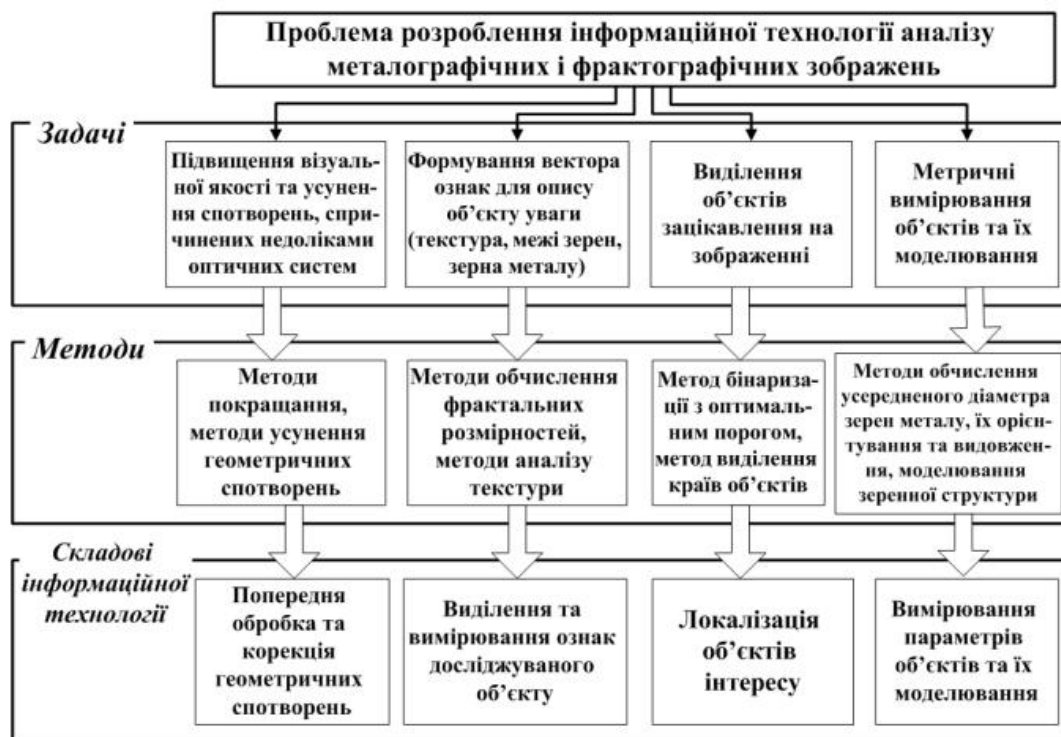 Проблема розроблення інформаційної технології аналізу
металографічних і фрактографічних зображень
Задачі
Підвищення візуаль-
ної якості та усунен-
ня спотворень, спри-
чинених недоліками
оптичних систем
Формування вектора
ознак для опису
об’єкту уваги
(текстура, межі зерен,
зерна металу)
Виділення
об’єктів
зацікавлення на
зображенні
Метричні
вимірювання
об’єктів та їх
моделювання
Методи
Методи
покращання,
методи усунення
геометричних
спотворень
Методи обчислення
фрактальних
розмірностей,
методи аналізу
текстури
Метод бінариза-
ції з оптималь-
ним порогом,
метод виділення
країв об’єктів
Методи обчислення
усередненого діаметра
зерен металу, їх орієн-
тування та видовжен-
ня, моделювання
зеренної структури
Складові
інформаційної
технології
Попередня
обробка та
корекція
геометричних
спотворень
Виділення та
вимірювання ознак
досліджуваного
об’єкту
Локалізація
об’єктів
інтересу
Вимірювання
параметрів
об’єктів та їх
моделювання